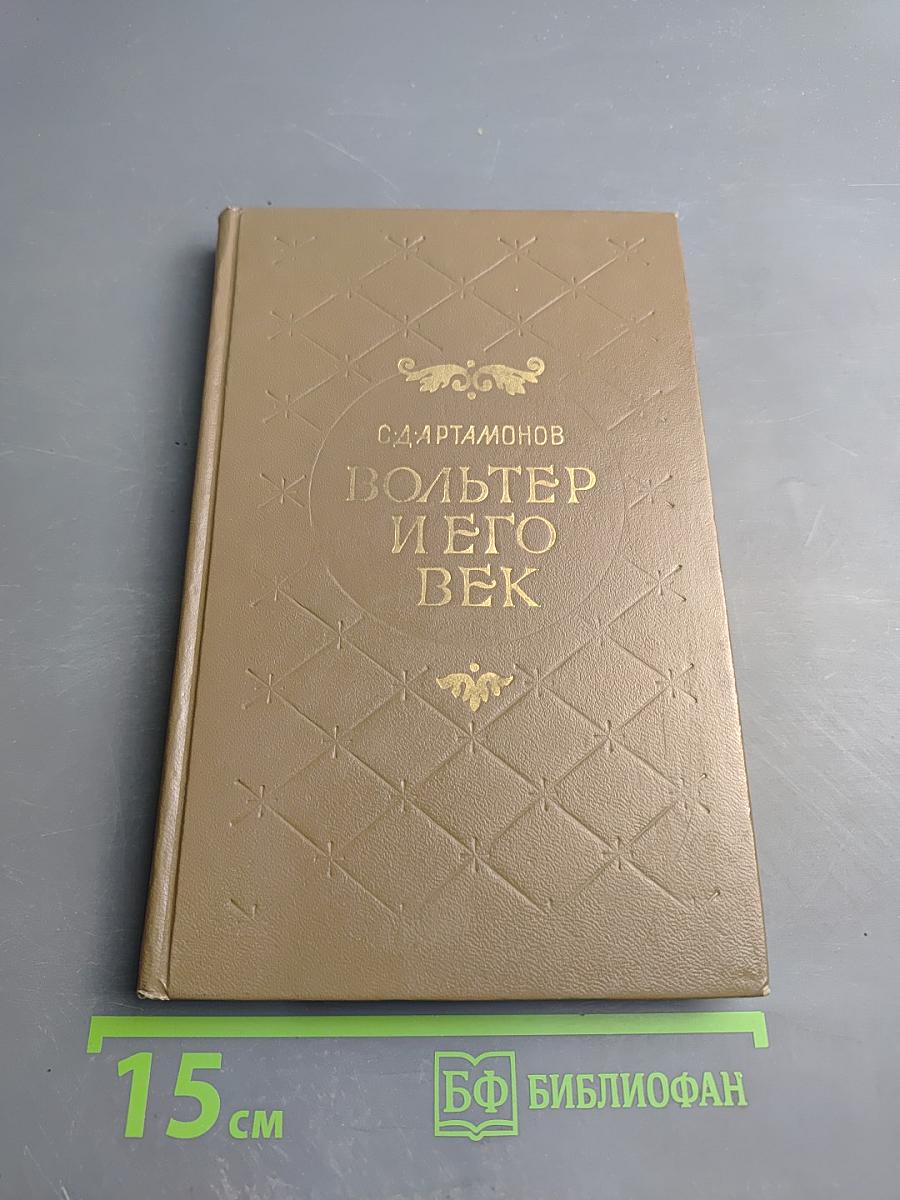 С·Д·АРТАМОНОВ
ВОЛЬТЕР
И ЕГО
ВЕК
15 см
БФ БИБЛИОФАН